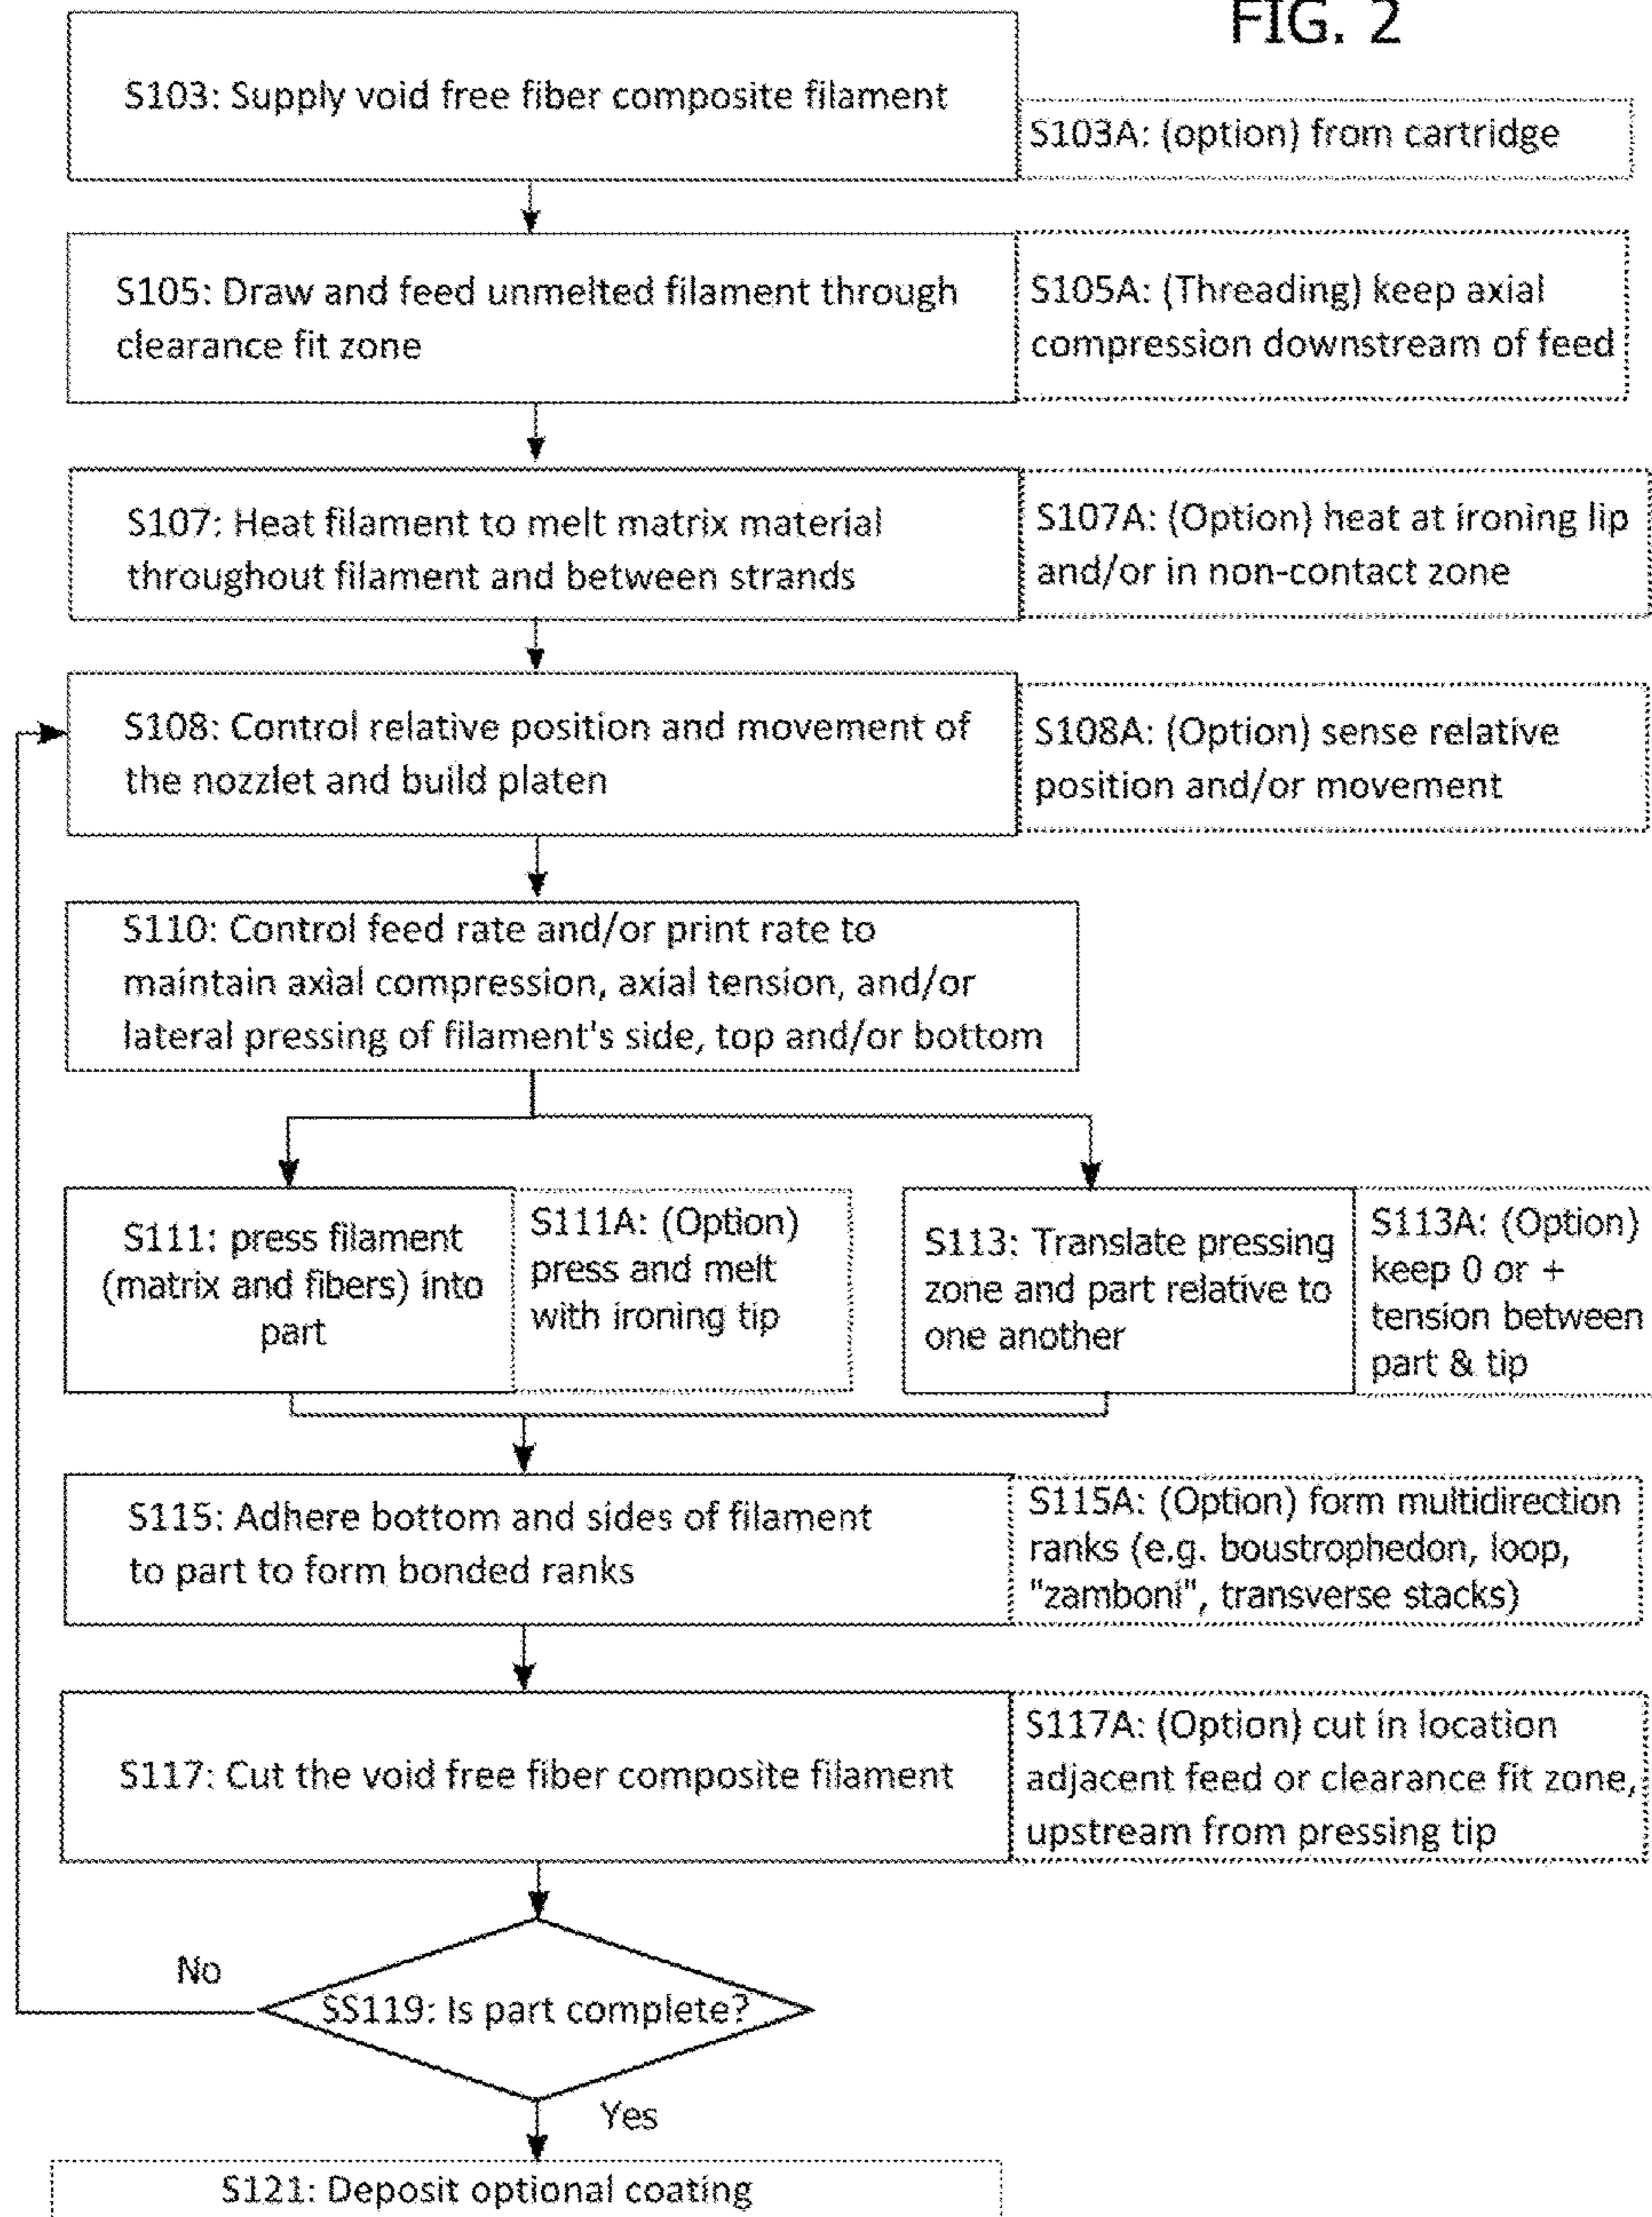 FIG. 2
S103: Supply void free fiber composite filament
S103A: (option) from cartridge
S105: Draw and feed unmelted filament through
clearance fit zone
S105A: (Threading) keep axial
compression downstream of feed
S107: Heat filament to melt matrix material
throughout filament and between strands
S107A: (Option) heat at ironing lip
and/or in non-contact zone
S108: Control relative position and movement of
the nozzlet and build platen
S108A: (Option) sense relative
position and/or movement
S110: Control feed rate and/or print rate to
maintain axial compression, axial tension, and/or
lateral pressing of filament's side, top and/or bottom
S111: press filament
(matrix and fibers) into
part
S111A: (Option)
press and melt
with ironing tip
S113: Translate pressing
zone and part relative to
one another
S113A: (Option)
keep 0 or +
tension between
part & tip
S115: Adhere bottom and sides of filament
to part to form bonded ranks
S115A: (Option) form multidirection
ranks (e.g. boustrophedon, loop,
"zamboni", transverse stacks)
S117: Cut the void free fiber composite filament
S117A: (Option) cut in location
adjacent feed or clearance fit zone,
upstream from pressing tip
No
SS119: Is part complete?
Yes
S121: Deposit optional coating